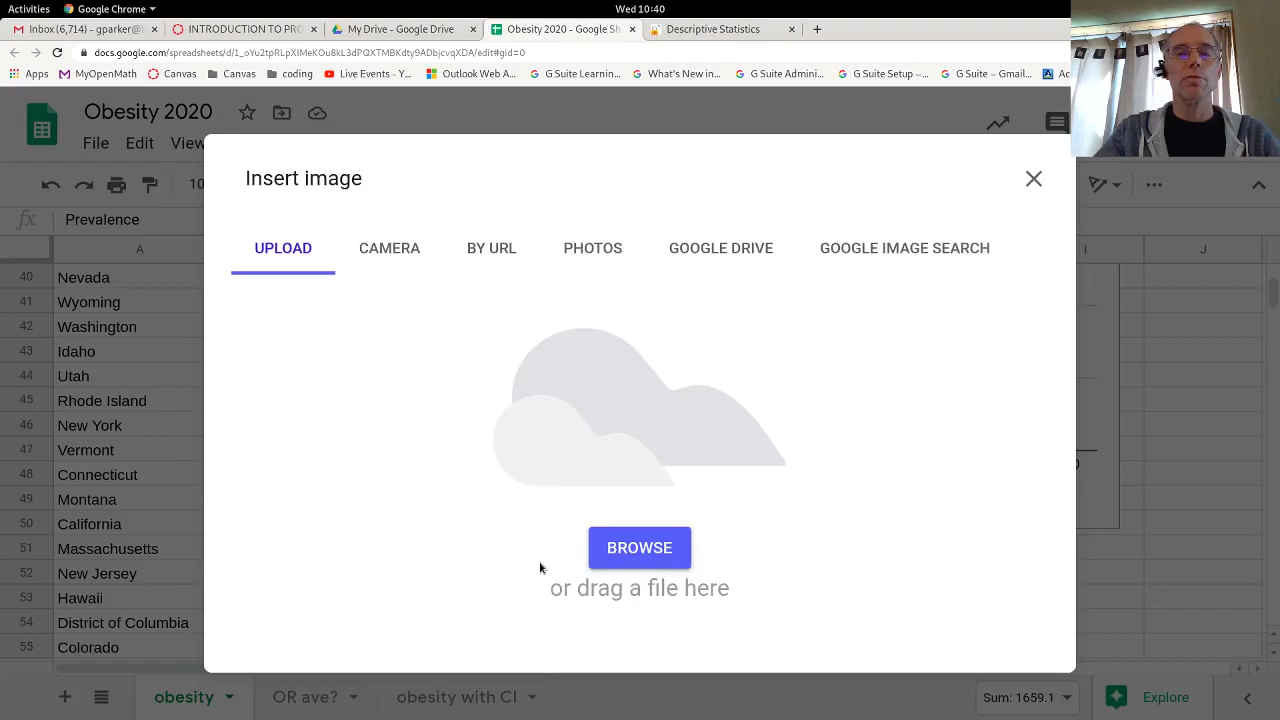 Activities Google Chrome Wed 10:40
Inbox (6,714) - gparker@ INTRODUCTION TO PRO My Drive - Google Drive Obesity 2020 - Google Sh Descriptive Statistics
docs.google.com/spreadsheets/d/1_oYu2tpRLpXIMeKOu8kL3dPQXTMBKdty9ADbjcvqXDA/edit#gid=0
Apps MyOpenMath Canvas Canvas coding Live Events - Y... Outlook Web A... G Suite Learnin... What's New in... G Suite Admini... G Suite Setup –... G Suite – Gmail... Ac
Obesity 2020
File Edit View
10
fx Prevalence
A I J
Insert image
UPLOAD CAMERA BY URL PHOTOS GOOGLE DRIVE GOOGLE IMAGE SEARCH
BROWSE
or drag a file here
40 Nevada
41 Wyoming
42 Washington
43 Idaho
44 Utah
45 Rhode Island
46 New York
47 Vermont
48 Connecticut
49 Montana
50 California
51 Massachusetts
52 New Jersey
53 Hawaii
54 District of Columbia
55 Colorado
obesity OR ave? obesity with CI Sum: 1659.1 Explore